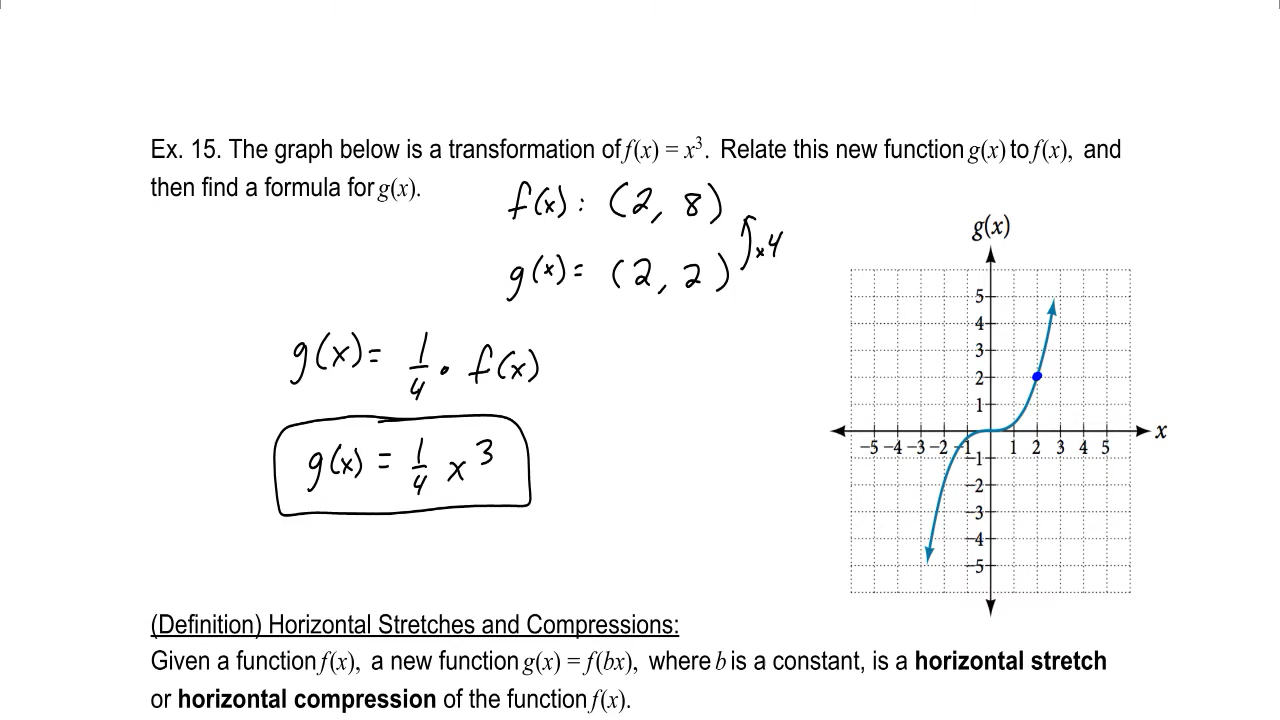 Ex. 15. The graph below is a transformation of f(x) = x³. Relate this new function g(x) to f(x), and
then find a formula for g(x).
f(x): (2, 8)
g(x)= (2, 2)
×4
g(x)= 1/4 · f(x)
g(x) = 1/4 x³
g(x)
5
4
3
2
1
−5 −4 −3 −2 −1 1 2 3 4 5
x
−1
−2
−3
−4
−5
(Definition) Horizontal Stretches and Compressions:
Given a function f(x), a new function g(x) = f(bx), where b is a constant, is a horizontal stretch
or horizontal compression of the function f(x).